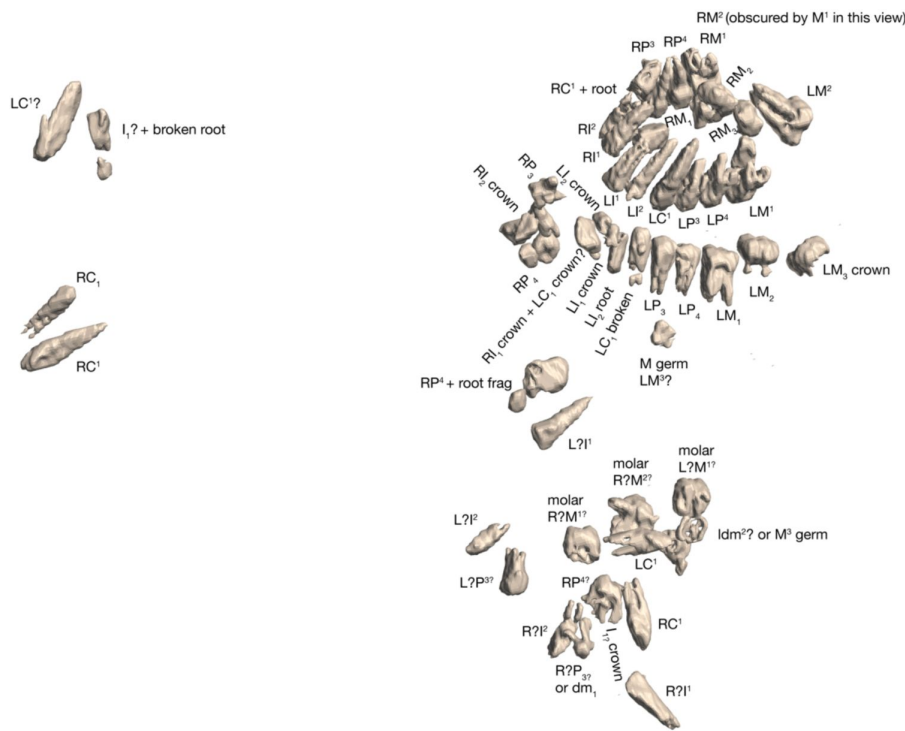 RM² (obscured by M¹ in this view)
RP³
RP⁴
RM¹
RM₂
LM²
RC¹ + root
LC¹?
I₁? + broken root
RI²
RM₁
RM₃
RI¹
RP₃
LI₂ crown
RI₂ crown
LI¹
LI²
LC¹
LP³
LP⁴
LM¹
RP₄
RI₁ crown + LC₁ crown?
LI₁ crown
LI₂ root
LC₁ broken
LP₃
LP₄
LM₁
LM₂
LM₃ crown
RC₁
RC¹
M germ
LM³?
RP⁴ + root frag
L?I¹
molar
L?M¹?
molar
R?M²?
molar
R?M¹?
L?I²
ldm²? or M³ germ
LC¹
L?P³?
RP⁴?
R?I²
I₁? crown
RC¹
R?P₃?
or dm₁
R?I¹